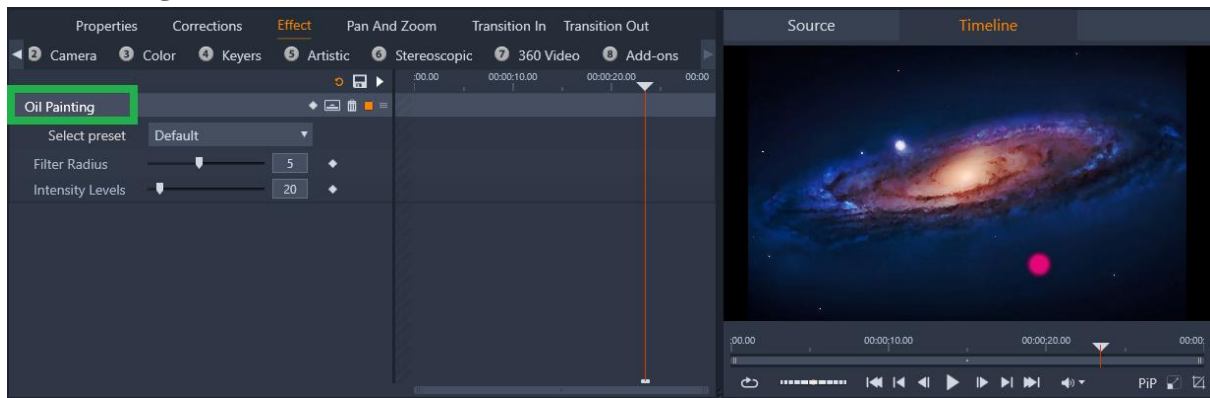 Properties Corrections Effect Pan And Zoom Transition In Transition Out Source Timeline
2 Camera 3 Color 4 Keyers 5 Artistic 6 Stereoscopic 7 360 Video 8 Add-ons
:00.00 00:00:10.00 00:00:20.00 00:00
Oil Painting
Select preset Default
Filter Radius 5
Intensity Levels 20
:00.00 00:00:10.00 00:00:20.00 00:00:
PiP